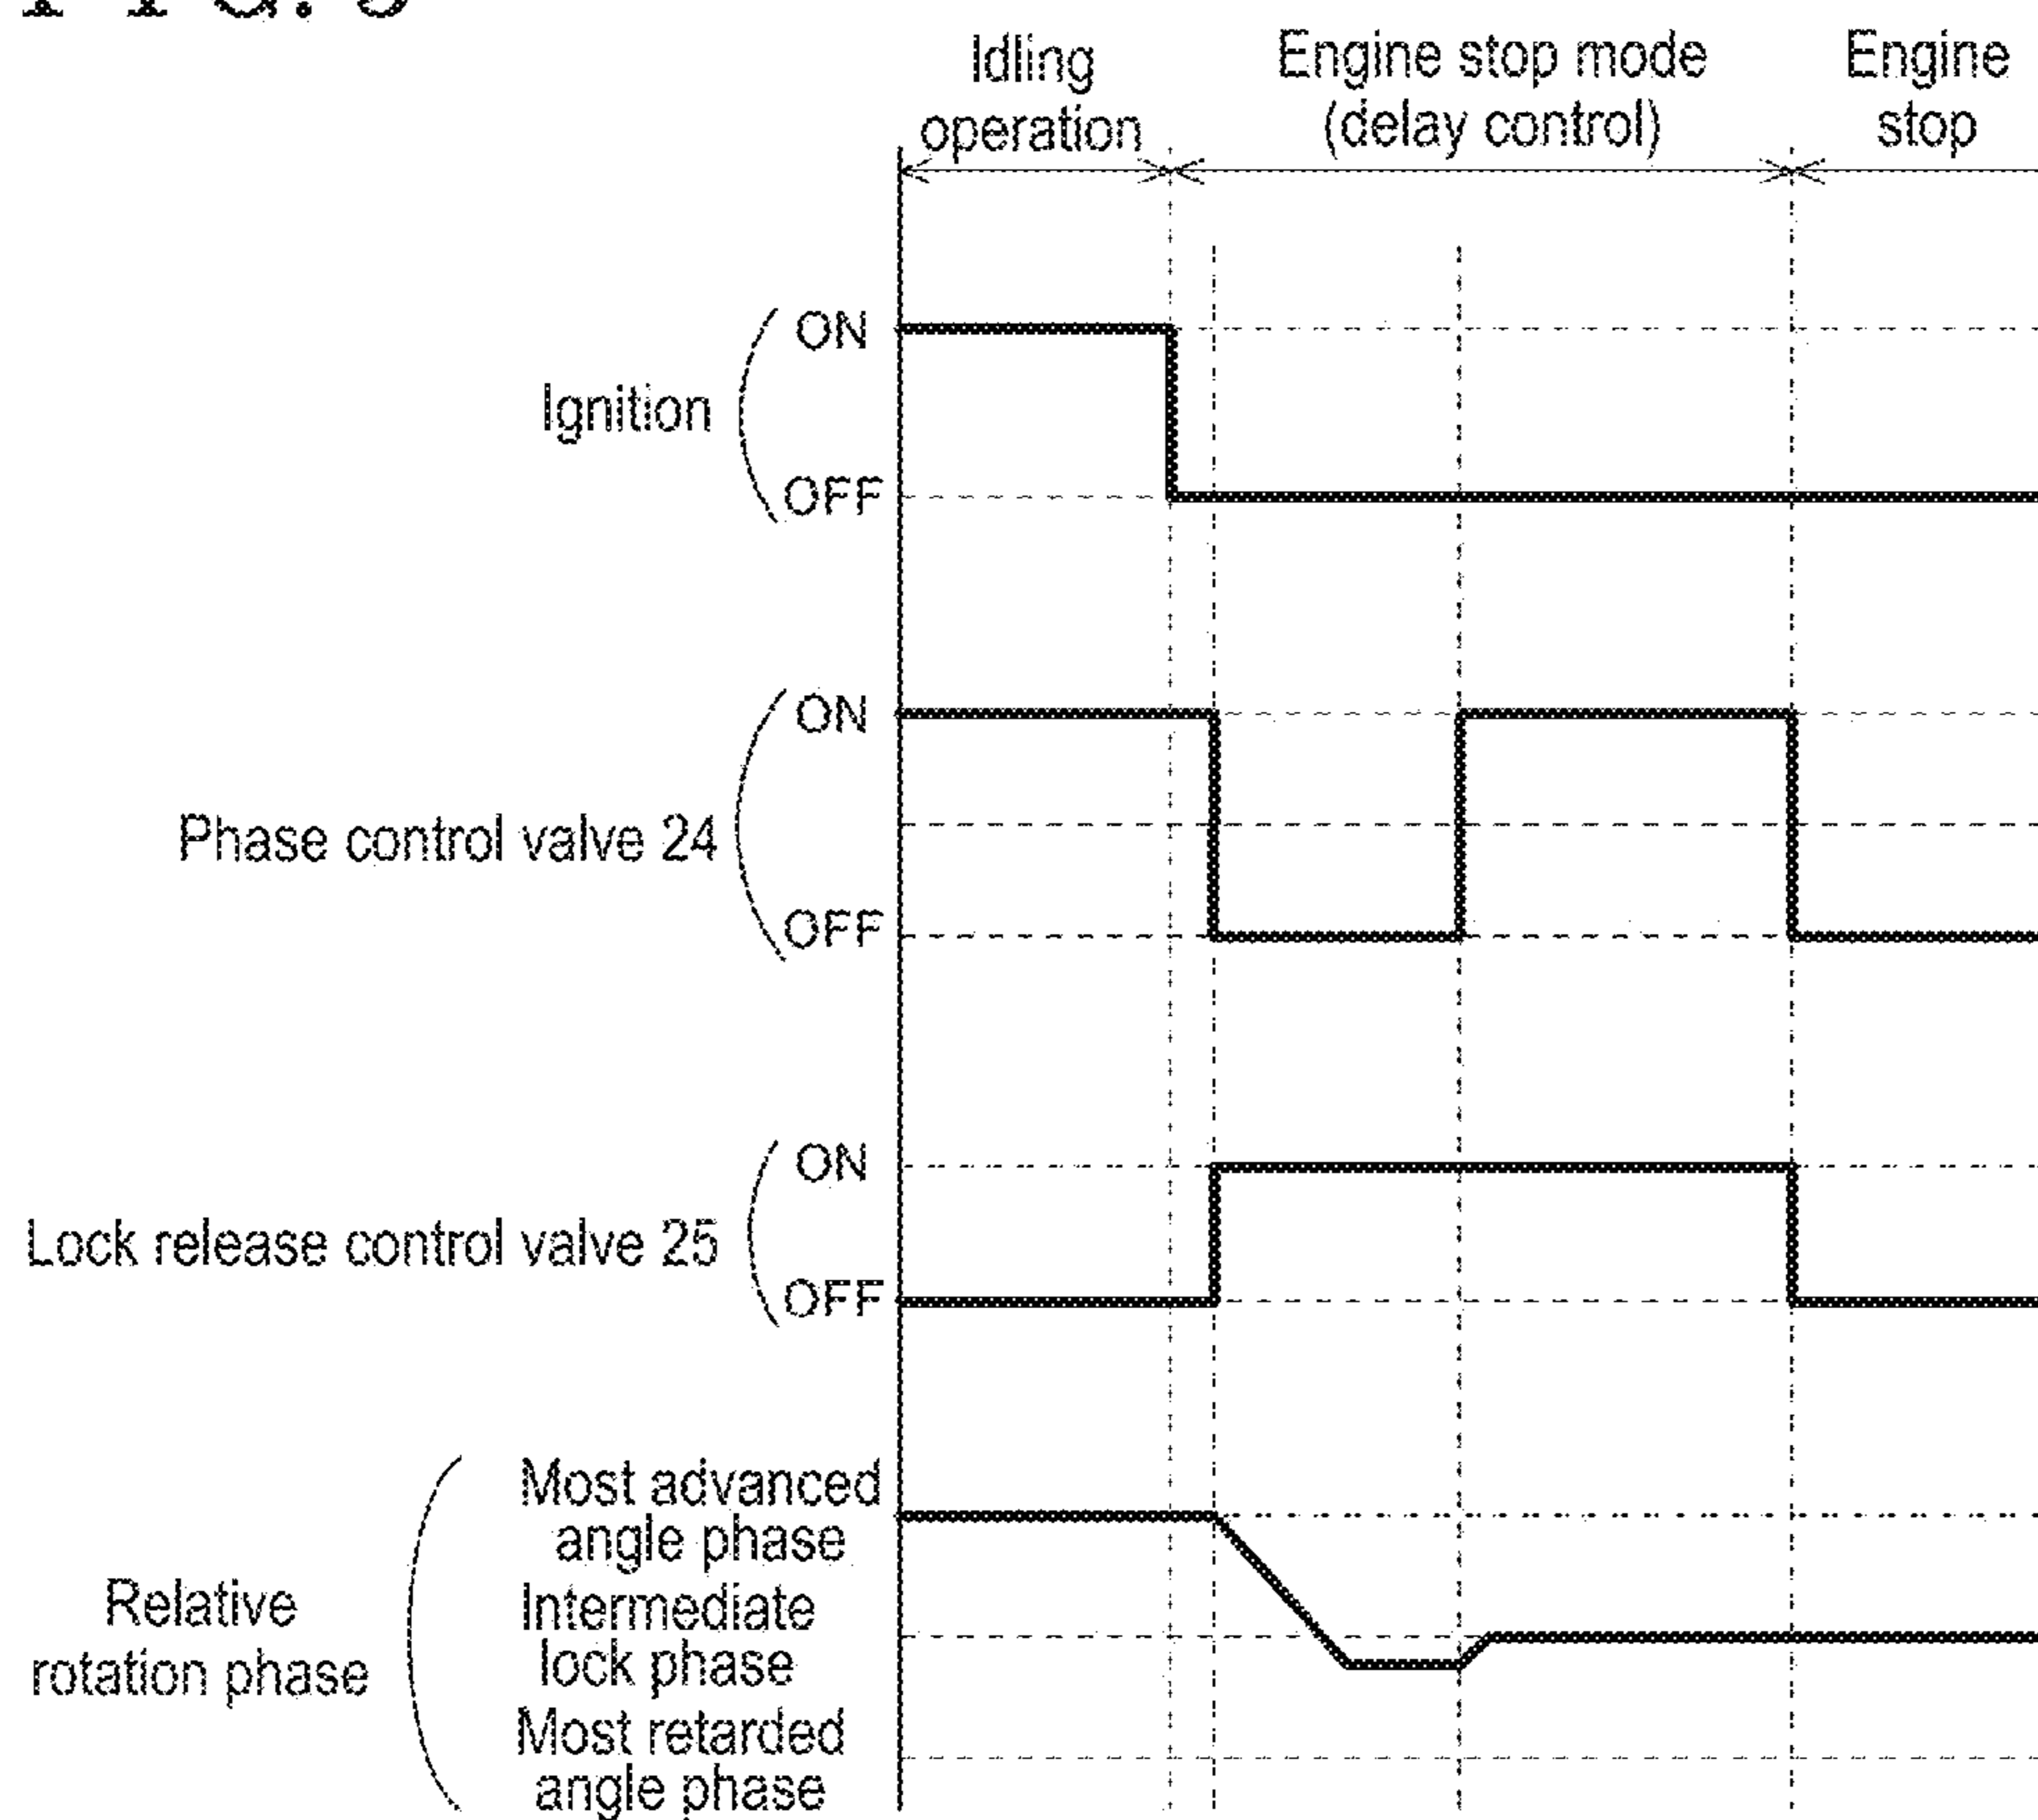 Idling
operation
Engine stop mode
(delay control)
Engine
stop
Ignition
ON
OFF
Phase control valve 24
ON
OFF
Lock release control valve 25
ON
OFF
Relative
rotation phase
Most advanced
angle phase
Intermediate
lock phase
Most retarded
angle phase